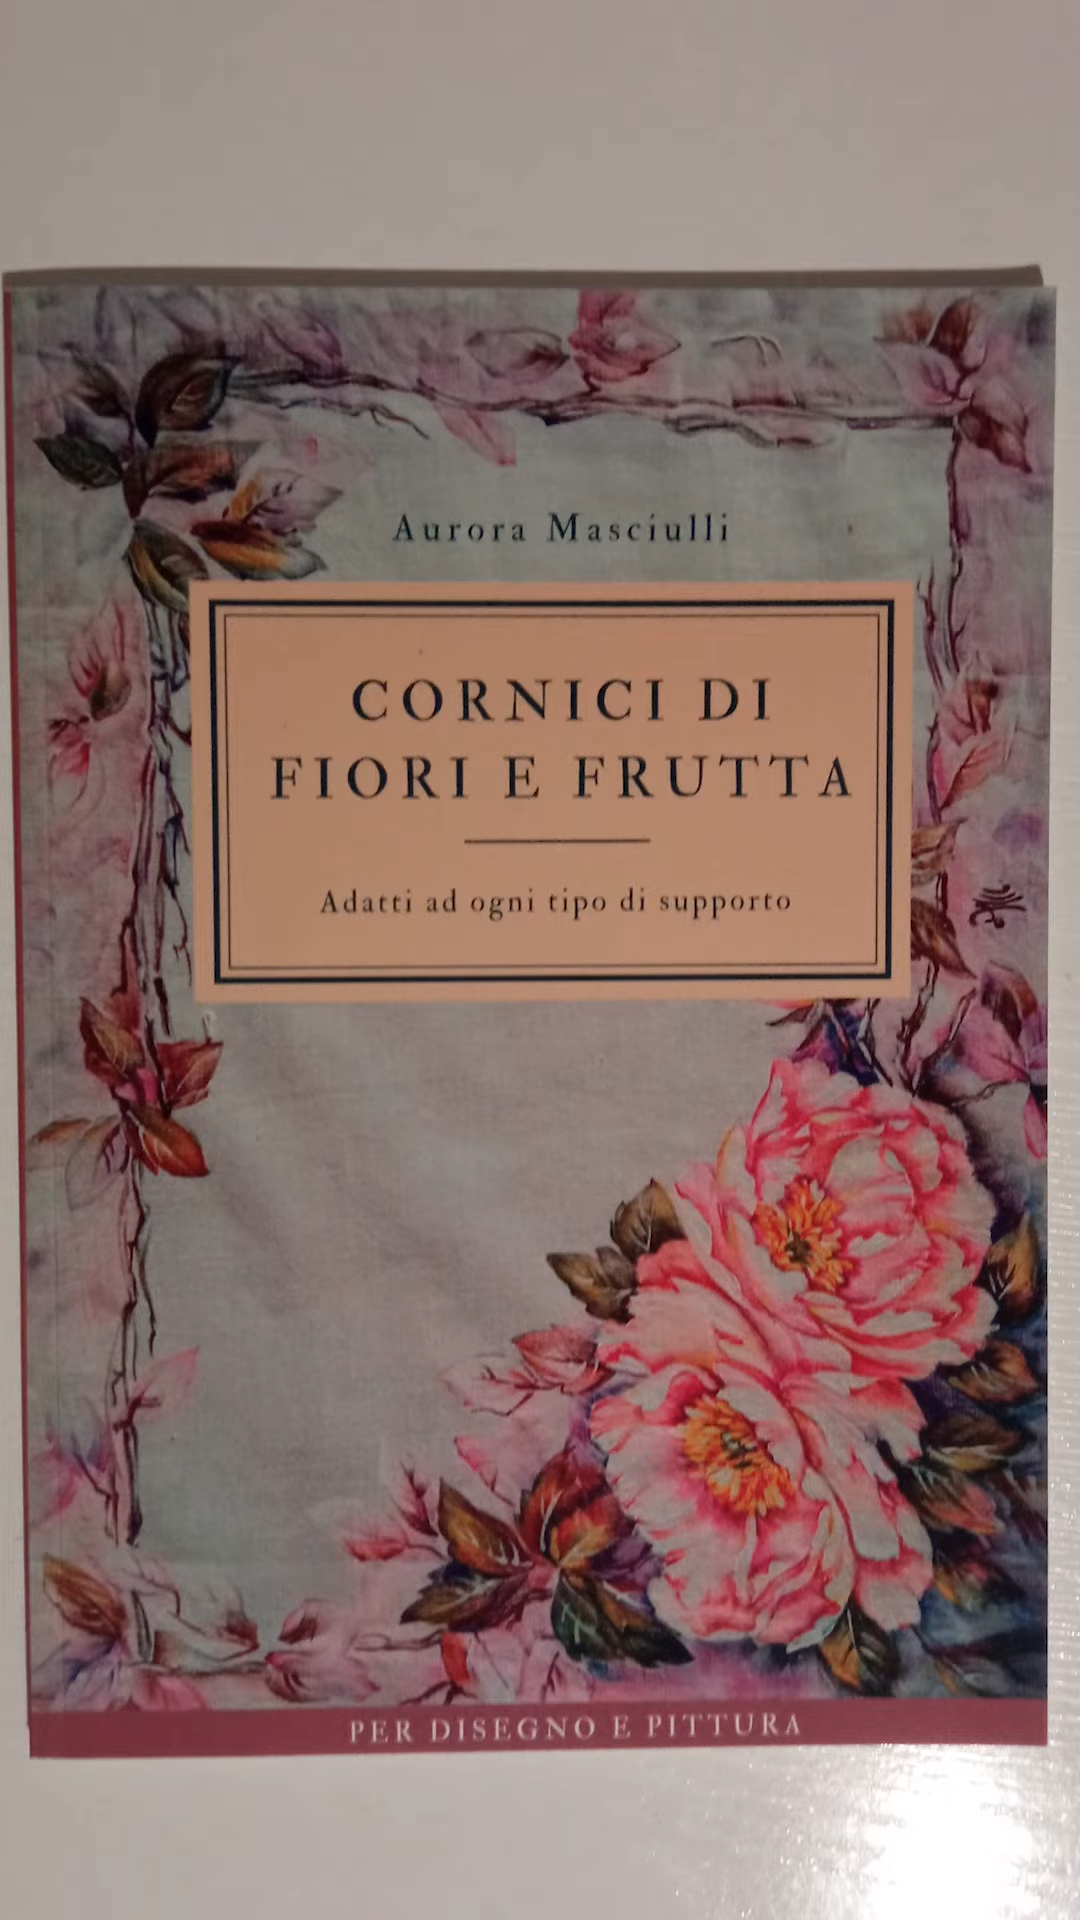 Aurora Masciulli
CORNICI DI
FIORI E FRUTTA
Adatti ad ogni tipo di supporto
PER DISEGNO E PITTURA